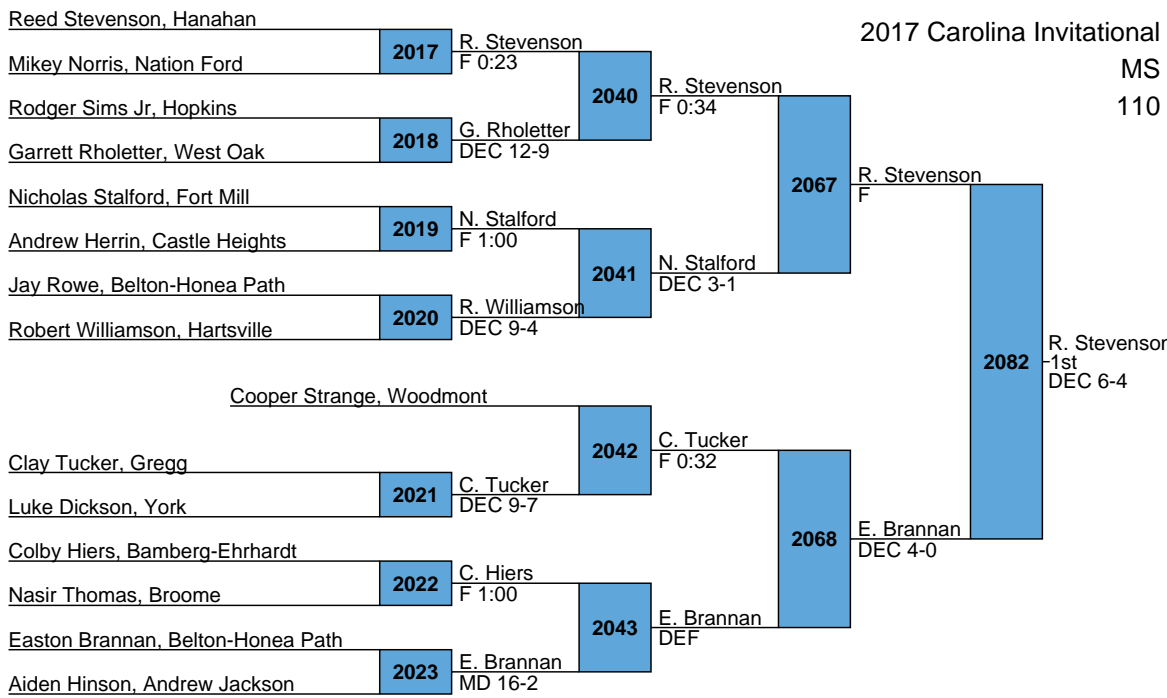 2017 Carolina Invitational
MS
110
Reed Stevenson, Hanahan
2017
Mikey Norris, Nation Ford
R. Stevenson
F 0:23
2040
Rodger Sims Jr, Hopkins
2018
Garrett Rholetter, West Oak
G. Rholetter
DEC 12-9
R. Stevenson
F 0:34
2067
Nicholas Stalford, Fort Mill
2019
Andrew Herrin, Castle Heights
N. Stalford
F 1:00
2041
Jay Rowe, Belton-Honea Path
2020
Robert Williamson, Hartsville
R. Williamson
DEC 9-4
N. Stalford
DEC 3-1
R. Stevenson
F
2082
R. Stevensor
1st
DEC 6-4
Cooper Strange, Woodmont
2042
Clay Tucker, Gregg
2021
Luke Dickson, York
C. Tucker
DEC 9-7
C. Tucker
F 0:32
2068
Colby Hiers, Bamberg-Ehrhardt
2022
Nasir Thomas, Broome
C. Hiers
F 1:00
2043
Easton Brannan, Belton-Honea Path
2023
Aiden Hinson, Andrew Jackson
E. Brannan
MD 16-2
E. Brannan
DEF
E. Brannan
DEC 4-0